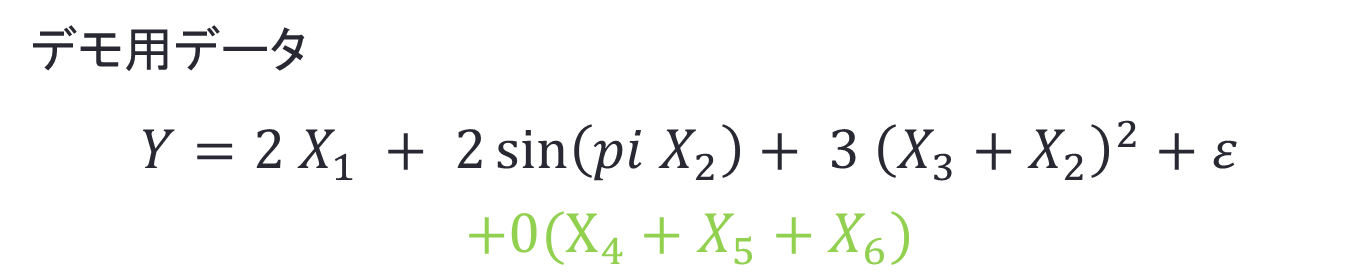 デモ用データ
Y = 2 X₁ + 2 sin(pi X₂) + 3 (X₃ + X₂)² + ε
+0(X₄ + X₅ + X₆)